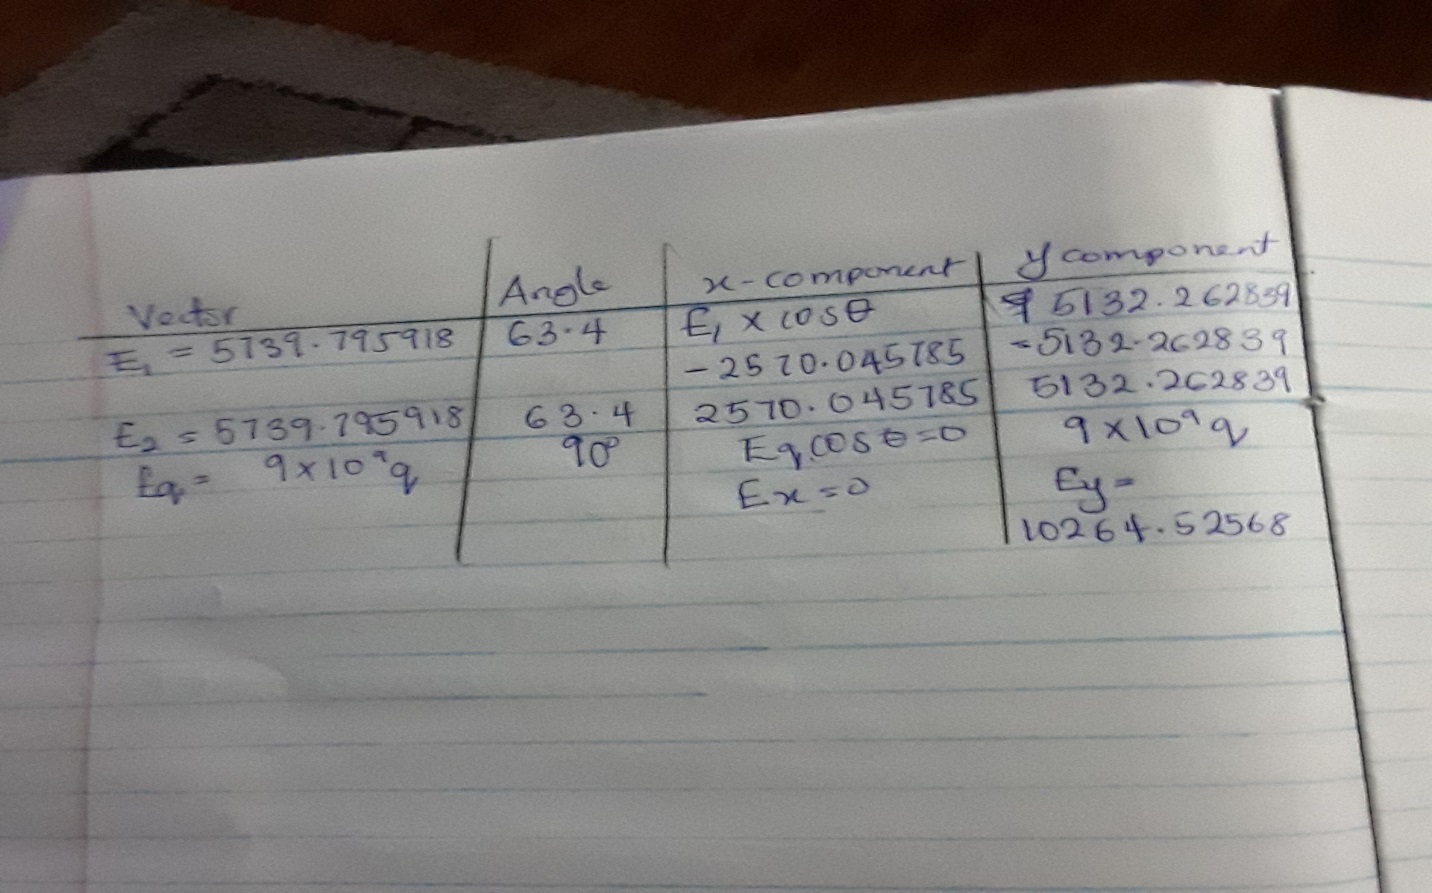 Vector Angle x-component y component
E₁ = 5739.795918 63.4 E₁ x cosθ 5132.262839
-2570.045785 =5132.262839
E₂ = 5739.795918 63.4 2570.045785 5132.262839
Eq = 9x10⁹q 90° Eq cosθ=0 9x10⁹q
Ex=0 Ey=
10264.52568